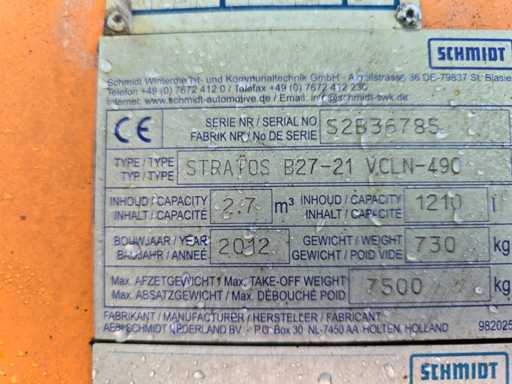 SCHMIDT
Schmidt Winterdienst- und Kommunaltechnik GmbH - Albtalstrasse 36 DE-79837 St. Blasie
Telefon +49 (0) 7672 412 0 / Telefax +49 (0) 7672 412 230
Internet: www.schmidt-automotive.de / Email: info@schmidt-swk.de
CE
SERIE NR / SERIAL NO
FABRIK NR / No DE SERIE
S2B36785
TYPE / TYPE
TYP / TYPE
STRATOS B27-21 VCLN-490
INHOUD / CAPACITY
INHALT / CAPACITY
2.7 m³
INHOUD / CAPACITY
INHALT / CAPACITY
1210 l
BOUWJAAR / YEAR
BAUJAHR / ANNEÉ
2012
GEWICHT / WEIGHT
GEWICHT / POID VIDE
730 kg
Max. AFZETGEWICHT / Max. TAKE-OFF WEIGHT
Max. ABSATZGEWICHT / Max. DÉBOUCHÉ POID
7500 kg
FABRIKANT / MANUFACTURER / HERSTELLER / FABRICANT
AEBI SCHMIDT NEDERLAND BV. - P.O. Box 30 NL-7450 AA HOLTEN, HOLLAND
982025
SCHMIDT